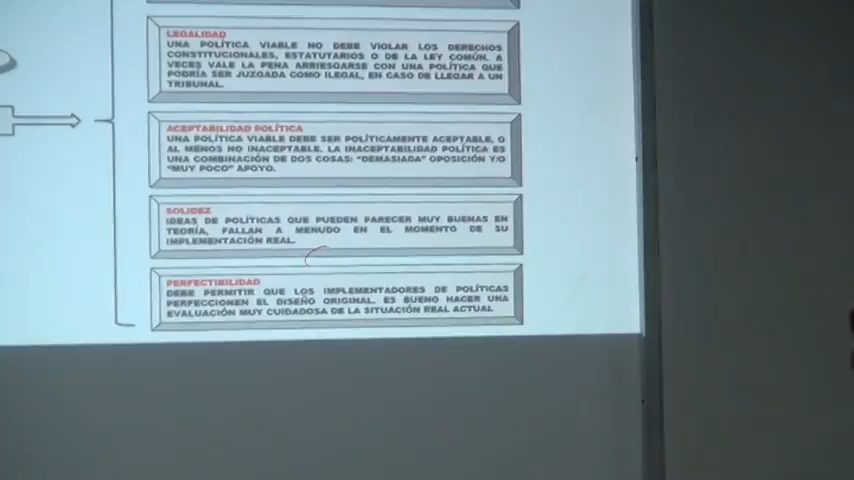 LEGALIDAD
UNA POLÍTICA VIABLE NO DEBE VIOLAR LOS DERECHOS
CONSTITUCIONALES, ESTATUTARIOS O DE LA LEY COMÚN. A
VECES VALE LA PENA ARRIESGARSE CON UNA POLÍTICA QUE
PODRÍA SER JUZGADA COMO ILEGAL, EN CASO DE LLEGAR A UN
TRIBUNAL.
ACEPTABILIDAD POLÍTICA
UNA POLÍTICA VIABLE DEBE SER POLÍTICAMENTE ACEPTABLE, O
AL MENOS NO INACEPTABLE. LA INACEPTABILIDAD POLÍTICA ES
UNA COMBINACIÓN DE DOS COSAS: "DEMASIADA" OPOSICIÓN Y/O
"MUY POCO" APOYO.
SOLIDEZ
IDEAS DE POLÍTICAS QUE PUEDEN PARECER MUY BUENAS EN
TEORÍA, FALLAN A MENUDO EN EL MOMENTO DE SU
IMPLEMENTACIÓN REAL.
PERFECTIBILIDAD
DEBE PERMITIR QUE LOS IMPLEMENTADORES DE POLÍTICAS
PERFECCIONEN EL DISEÑO ORIGINAL. ES BUENO HACER UNA
EVALUACIÓN MUY CUIDADOSA DE LA SITUACIÓN REAL ACTUAL